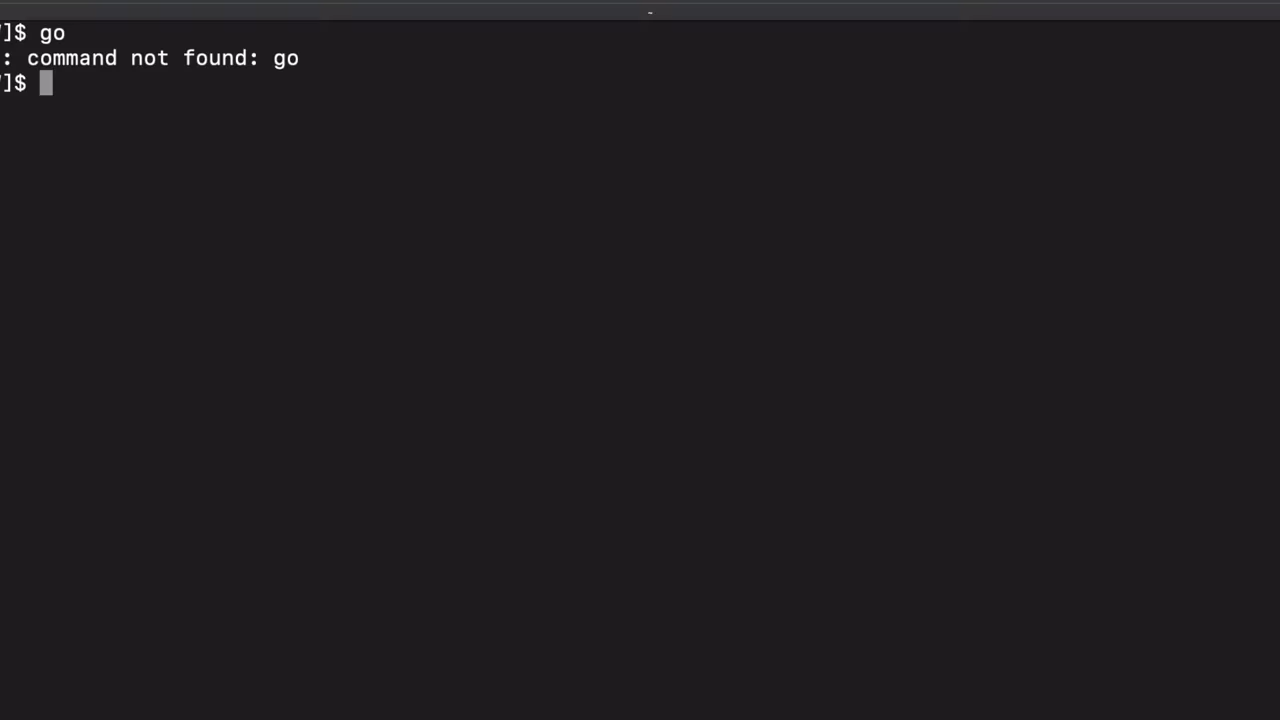 -
]$ go
: command not found: go
]$